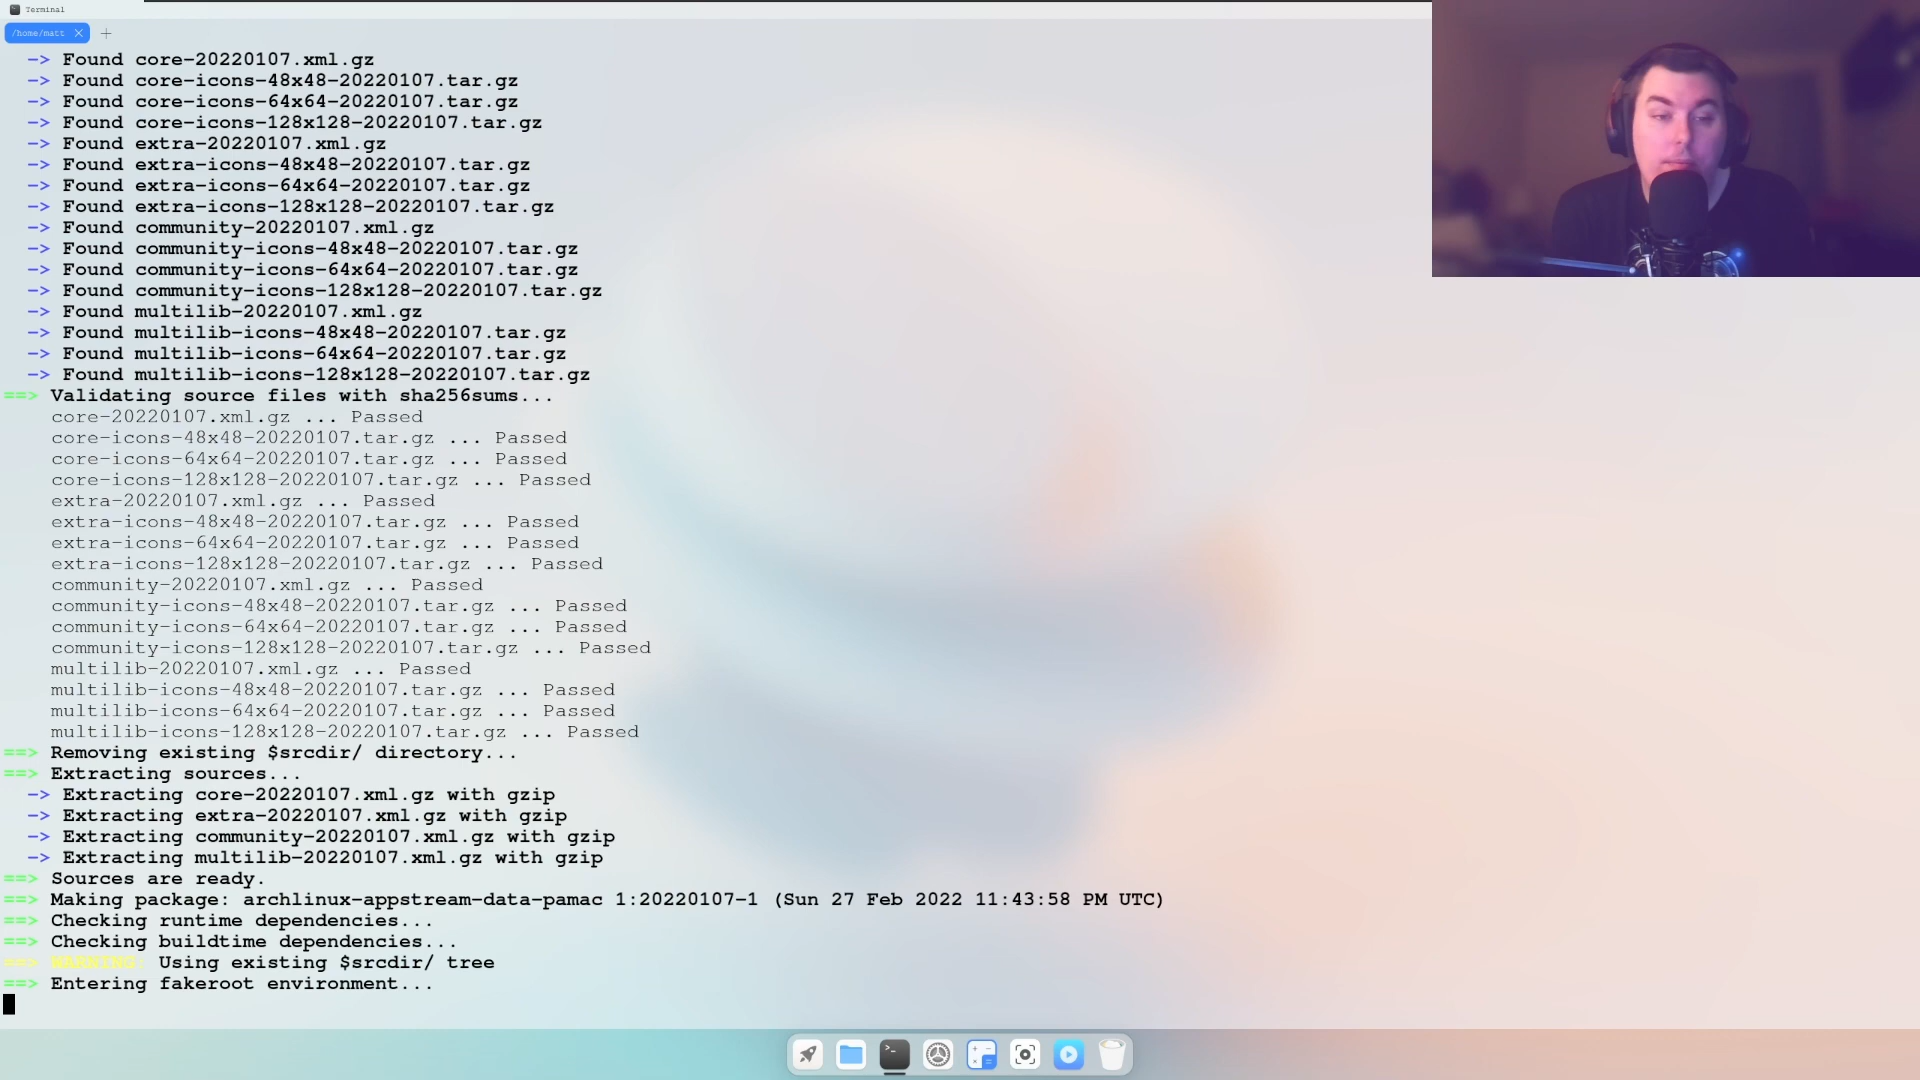 Terminal
/home/matt
-> Found core-20220107.xml.gz
-> Found core-icons-48x48-20220107.tar.gz
-> Found core-icons-64x64-20220107.tar.gz
-> Found core-icons-128x128-20220107.tar.gz
-> Found extra-20220107.xml.gz
-> Found extra-icons-48x48-20220107.tar.gz
-> Found extra-icons-64x64-20220107.tar.gz
-> Found extra-icons-128x128-20220107.tar.gz
-> Found community-20220107.xml.gz
-> Found community-icons-48x48-20220107.tar.gz
-> Found community-icons-64x64-20220107.tar.gz
-> Found community-icons-128x128-20220107.tar.gz
-> Found multilib-20220107.xml.gz
-> Found multilib-icons-48x48-20220107.tar.gz
-> Found multilib-icons-64x64-20220107.tar.gz
-> Found multilib-icons-128x128-20220107.tar.gz
==> Validating source files with sha256sums...
core-20220107.xml.gz ... Passed
core-icons-48x48-20220107.tar.gz ... Passed
core-icons-64x64-20220107.tar.gz ... Passed
core-icons-128x128-20220107.tar.gz ... Passed
extra-20220107.xml.gz ... Passed
extra-icons-48x48-20220107.tar.gz ... Passed
extra-icons-64x64-20220107.tar.gz ... Passed
extra-icons-128x128-20220107.tar.gz ... Passed
community-20220107.xml.gz ... Passed
community-icons-48x48-20220107.tar.gz ... Passed
community-icons-64x64-20220107.tar.gz ... Passed
community-icons-128x128-20220107.tar.gz ... Passed
multilib-20220107.xml.gz ... Passed
multilib-icons-48x48-20220107.tar.gz ... Passed
multilib-icons-64x64-20220107.tar.gz ... Passed
multilib-icons-128x128-20220107.tar.gz ... Passed
==> Removing existing $srcdir/ directory...
==> Extracting sources...
-> Extracting core-20220107.xml.gz with gzip
-> Extracting extra-20220107.xml.gz with gzip
-> Extracting community-20220107.xml.gz with gzip
-> Extracting multilib-20220107.xml.gz with gzip
==> Sources are ready.
==> Making package: archlinux-appstream-data-pamac 1:20220107-1 (Sun 27 Feb 2022 11:43:58 PM UTC)
==> Checking runtime dependencies...
==> Checking buildtime dependencies...
==> WARNING: Using existing $srcdir/ tree
==> Entering fakeroot environment...